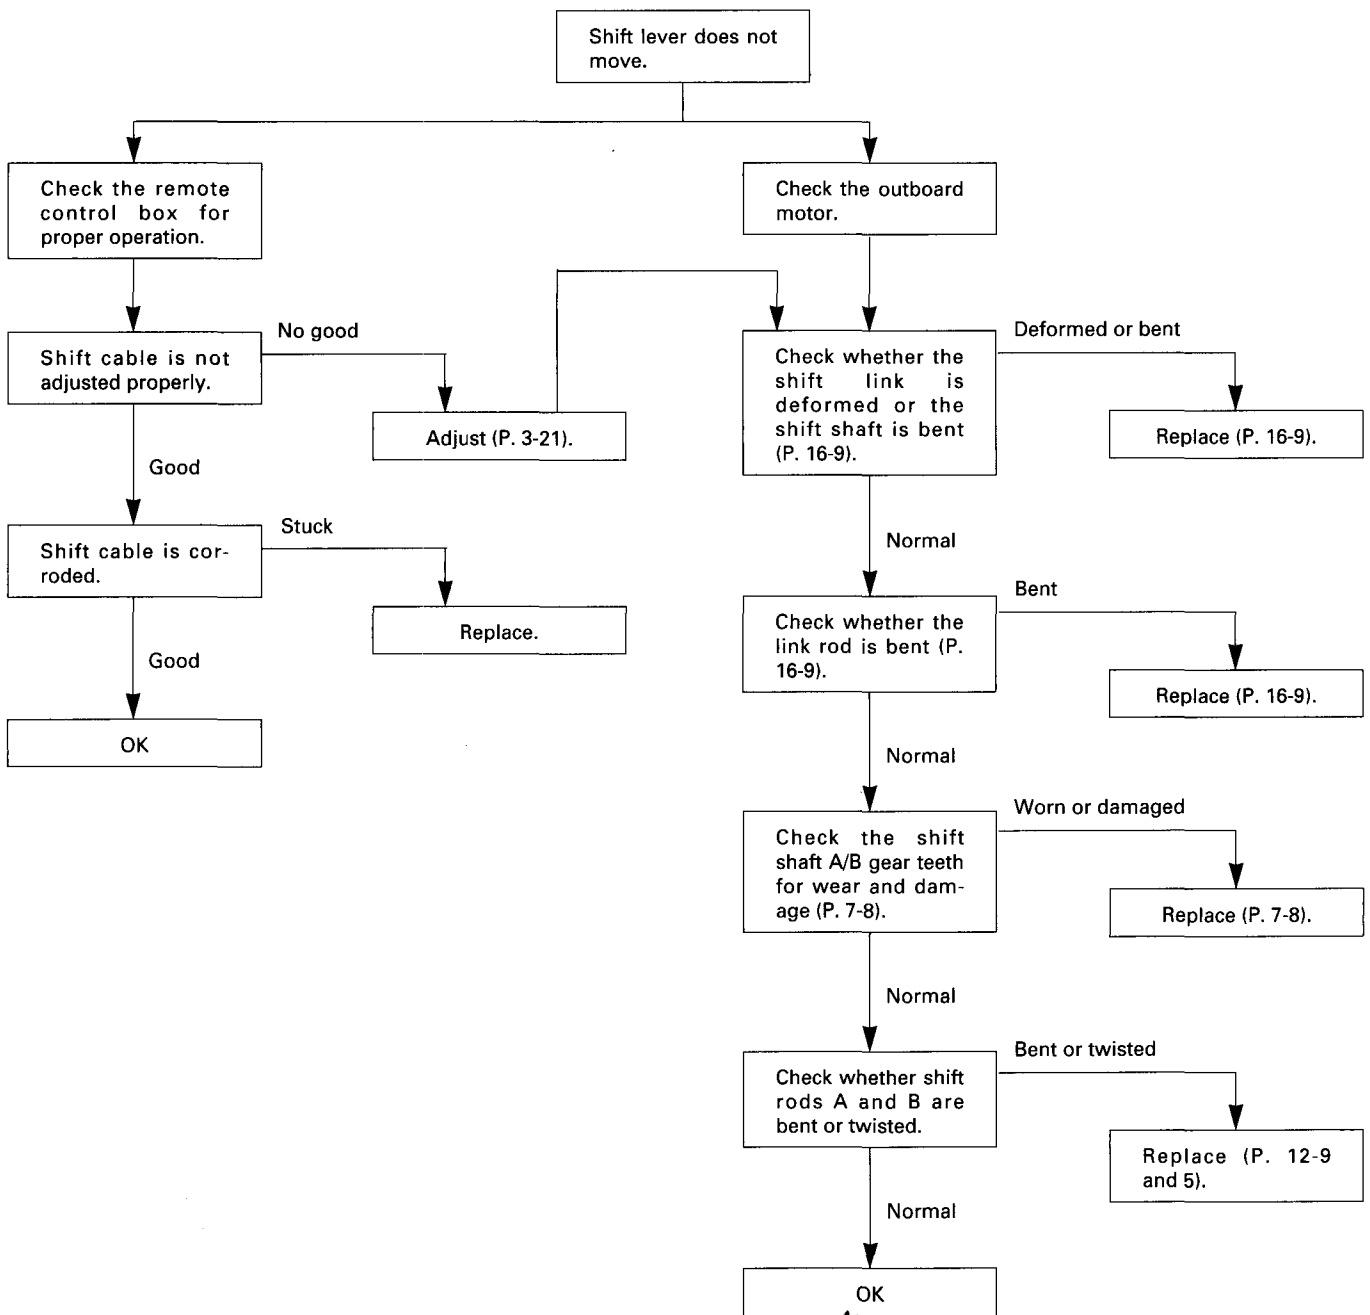 Shift lever does not
move.
Check the remote
control box for
proper operation.
Check the outboard
motor.
Shift cable is not
adjusted properly.
No good
Adjust (P. 3-21).
Good
Shift cable is cor-
roded.
Stuck
Replace.
Good
OK
Check whether the
shift link is
deformed or the
shift shaft is bent
(P. 16-9).
Deformed or bent
Replace (P. 16-9).
Normal
Check whether the
link rod is bent (P.
16-9).
Bent
Replace (P. 16-9).
Normal
Check the shift
shaft A/B gear teeth
for wear and dam-
age (P. 7-8).
Worn or damaged
Replace (P. 7-8).
Normal
Check whether shift
rods A and B are
bent or twisted.
Bent or twisted
Replace (P. 12-9
and 5).
Normal
OK